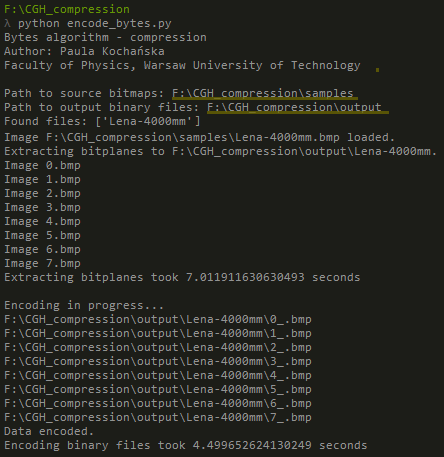 F:\CGH_compression
λ python encode_bytes.py
Bytes algorithm - compression
Author: Paula Kochańska
Faculty of Physics, Warsaw University of Technology
Path to source bitmaps: F:\CGH_compression\samples
Path to output binary files: F:\CGH_compression\output
Found files: ['Lena-4000mm']
Image F:\CGH_compression\samples\Lena-4000mm.bmp loaded.
Extracting bitplanes to F:\CGH_compression\output\Lena-4000mm.
Image 0.bmp
Image 1.bmp
Image 2.bmp
Image 3.bmp
Image 4.bmp
Image 5.bmp
Image 6.bmp
Image 7.bmp
Extracting bitplanes took 7.011911630630493 seconds
Encoding in progress...
F:\CGH_compression\output\Lena-4000mm\0_.bmp
F:\CGH_compression\output\Lena-4000mm\1_.bmp
F:\CGH_compression\output\Lena-4000mm\2_.bmp
F:\CGH_compression\output\Lena-4000mm\3_.bmp
F:\CGH_compression\output\Lena-4000mm\4_.bmp
F:\CGH_compression\output\Lena-4000mm\5_.bmp
F:\CGH_compression\output\Lena-4000mm\6_.bmp
F:\CGH_compression\output\Lena-4000mm\7_.bmp
Data encoded.
Encoding binary files took 4.499652624130249 seconds